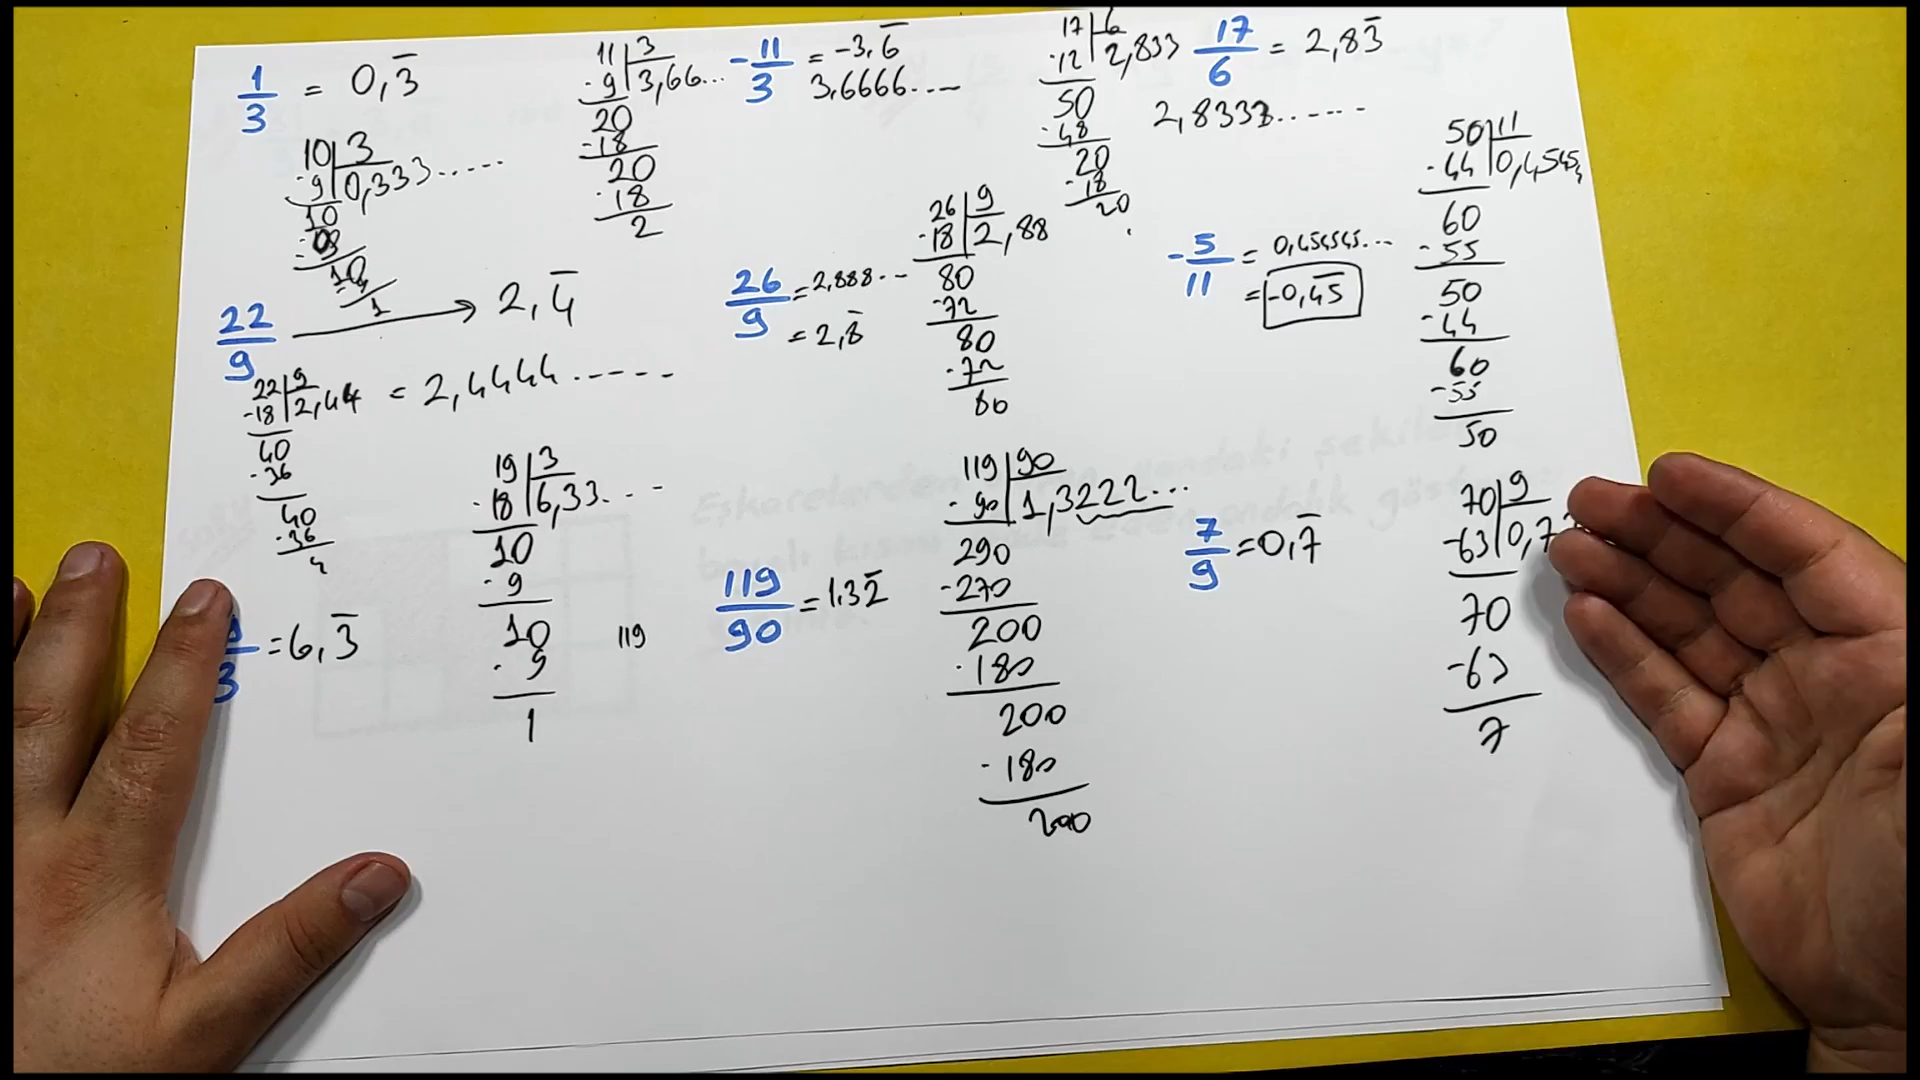 1/3 = 0,3̅
10 | 3
-9 | 0,333.....
10
10
1
11 | 3
-9 | 3,66...
20
-18
20
-18
2
-11/3 = -3,6̅
3,6666....
17 | 6
-12 | 2,833
50
-48
20
-18
20
17/6 = 2,83̅
2,8333......
22/9 → 2,4̅
22 | 9
-18 | 2,44 = 2,4444.....
40
-36
40
-36
4
26/9 = 2,888...
= 2,8̅
26 | 9
-18 | 2,88
80
-72
80
-72
80
-5/11 = 0,454545...
= -0,4̅5̅
50 | 11
-44 | 0,4545
60
-55
50
-44
60
-55
50
3 = 6,3̅
19 | 3
-18 | 6,33...
10
-9
10
-9
1
119
119/90 = 1.32̅
119 | 90
-90 | 1,3222...
290
-270
200
-180
200
-180
200
7/9 = 0,7̅
70 | 9
-63 | 0,7
70
-63
7